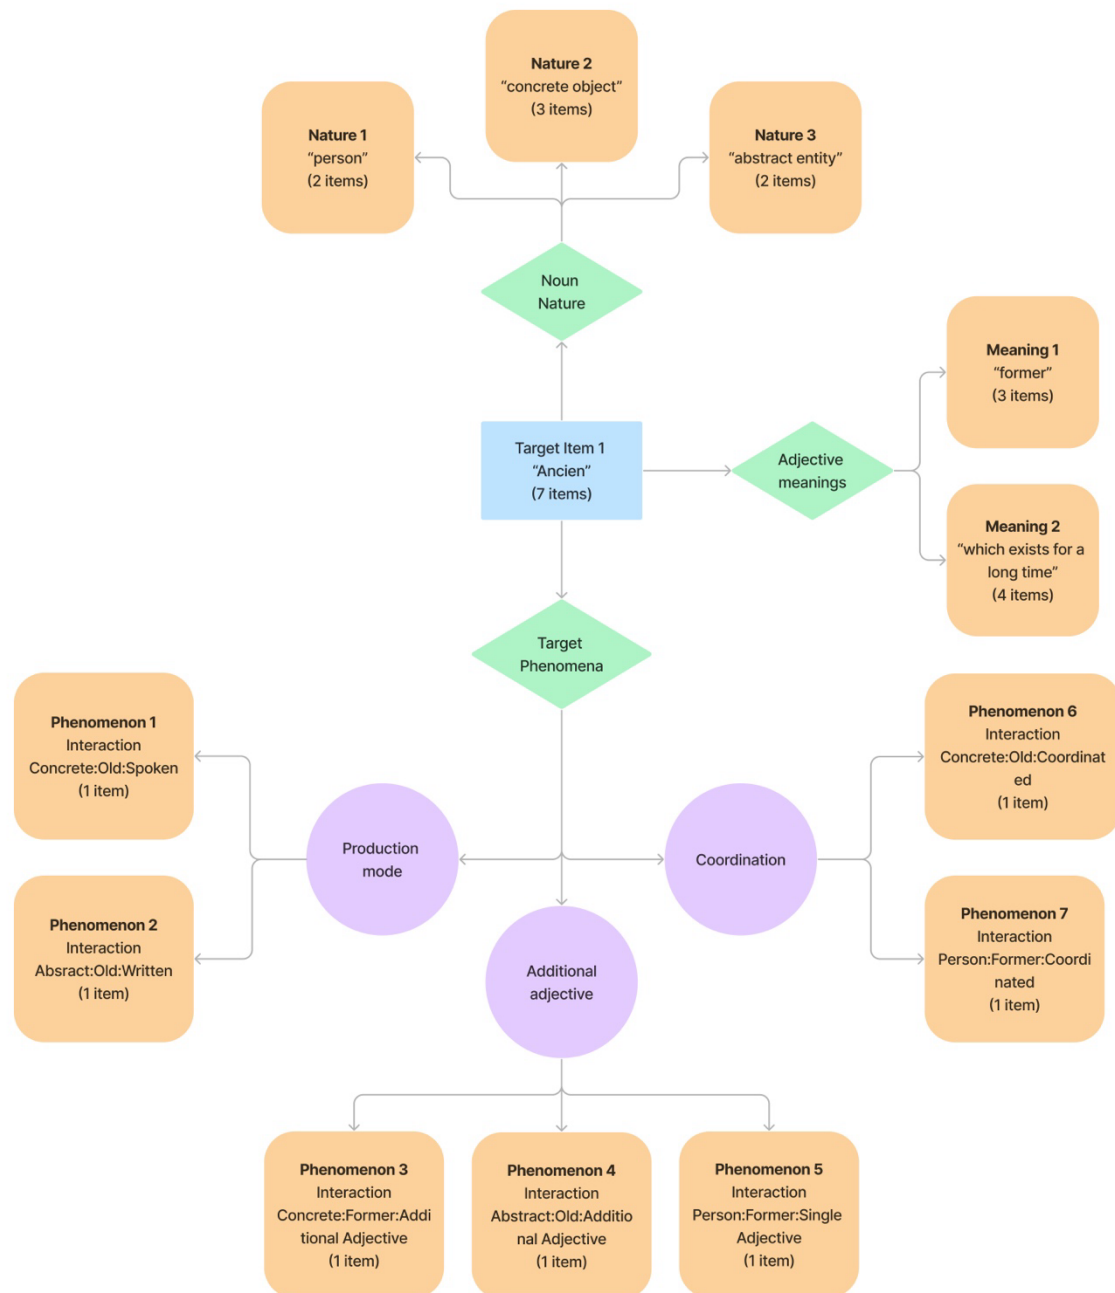 Nature 2
“concrete object”
(3 items)
Nature 1
“person”
(2 items)
Nature 3
“abstract entity”
(2 items)
Noun
Nature
Meaning 1
“former”
(3 items)
Target Item 1
“Ancien”
(7 items)
Adjective
meanings
Meaning 2
“which exists for a
long time”
(4 items)
Target
Phenomena
Phenomenon 1
Interaction
Concrete:Old:Spoken
(1 item)
Phenomenon 6
Interaction
Concrete:Old:Coordinat
ed
(1 item)
Production
mode
Coordination
Phenomenon 2
Interaction
Absract:Old:Written
(1 item)
Phenomenon 7
Interaction
Person:Former:Coordi
nated
(1 item)
Additional
adjective
Phenomenon 3
Interaction
Concrete:Former:Addi
tional Adjective
(1 item)
Phenomenon 4
Interaction
Abstract:Old:Additio
nal Adjective
(1 item)
Phenomenon 5
Interaction
Person:Former:Single
Adjective
(1 item)